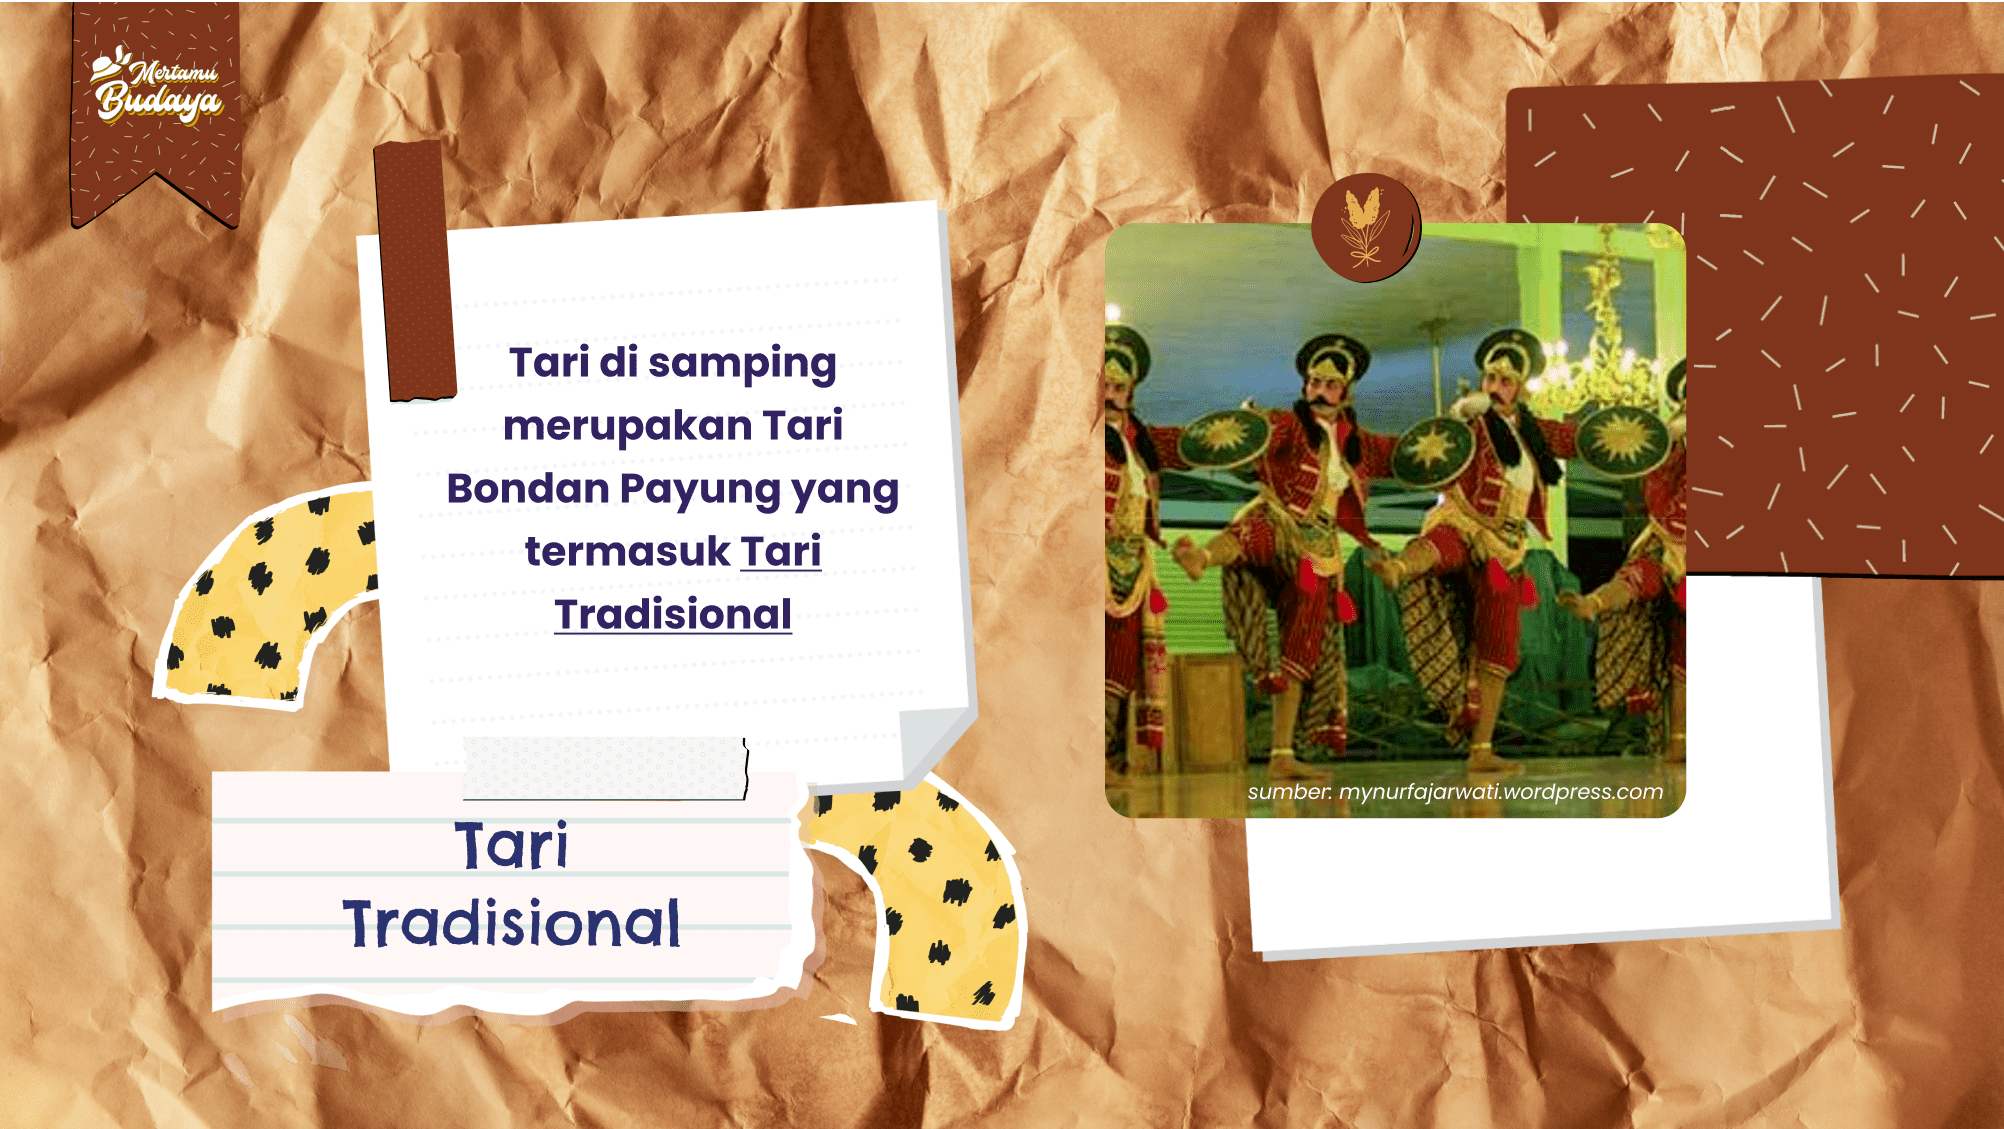 Mertamu
Budaya
Tari di samping
merupakan Tari
Bondan Payung yang
termasuk Tari
Tradisional
Tari
Tradisional
sumber: mynurfajarwati.wordpress.com